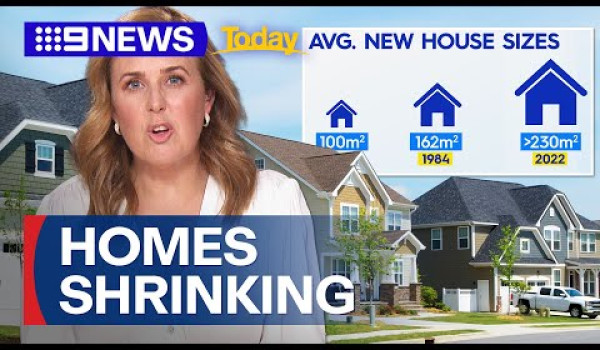 9NEWS
Today
AVG. NEW HOUSE SIZES
100m²
162m²
>230m²
1984
2022
HOMES
SHRINKING